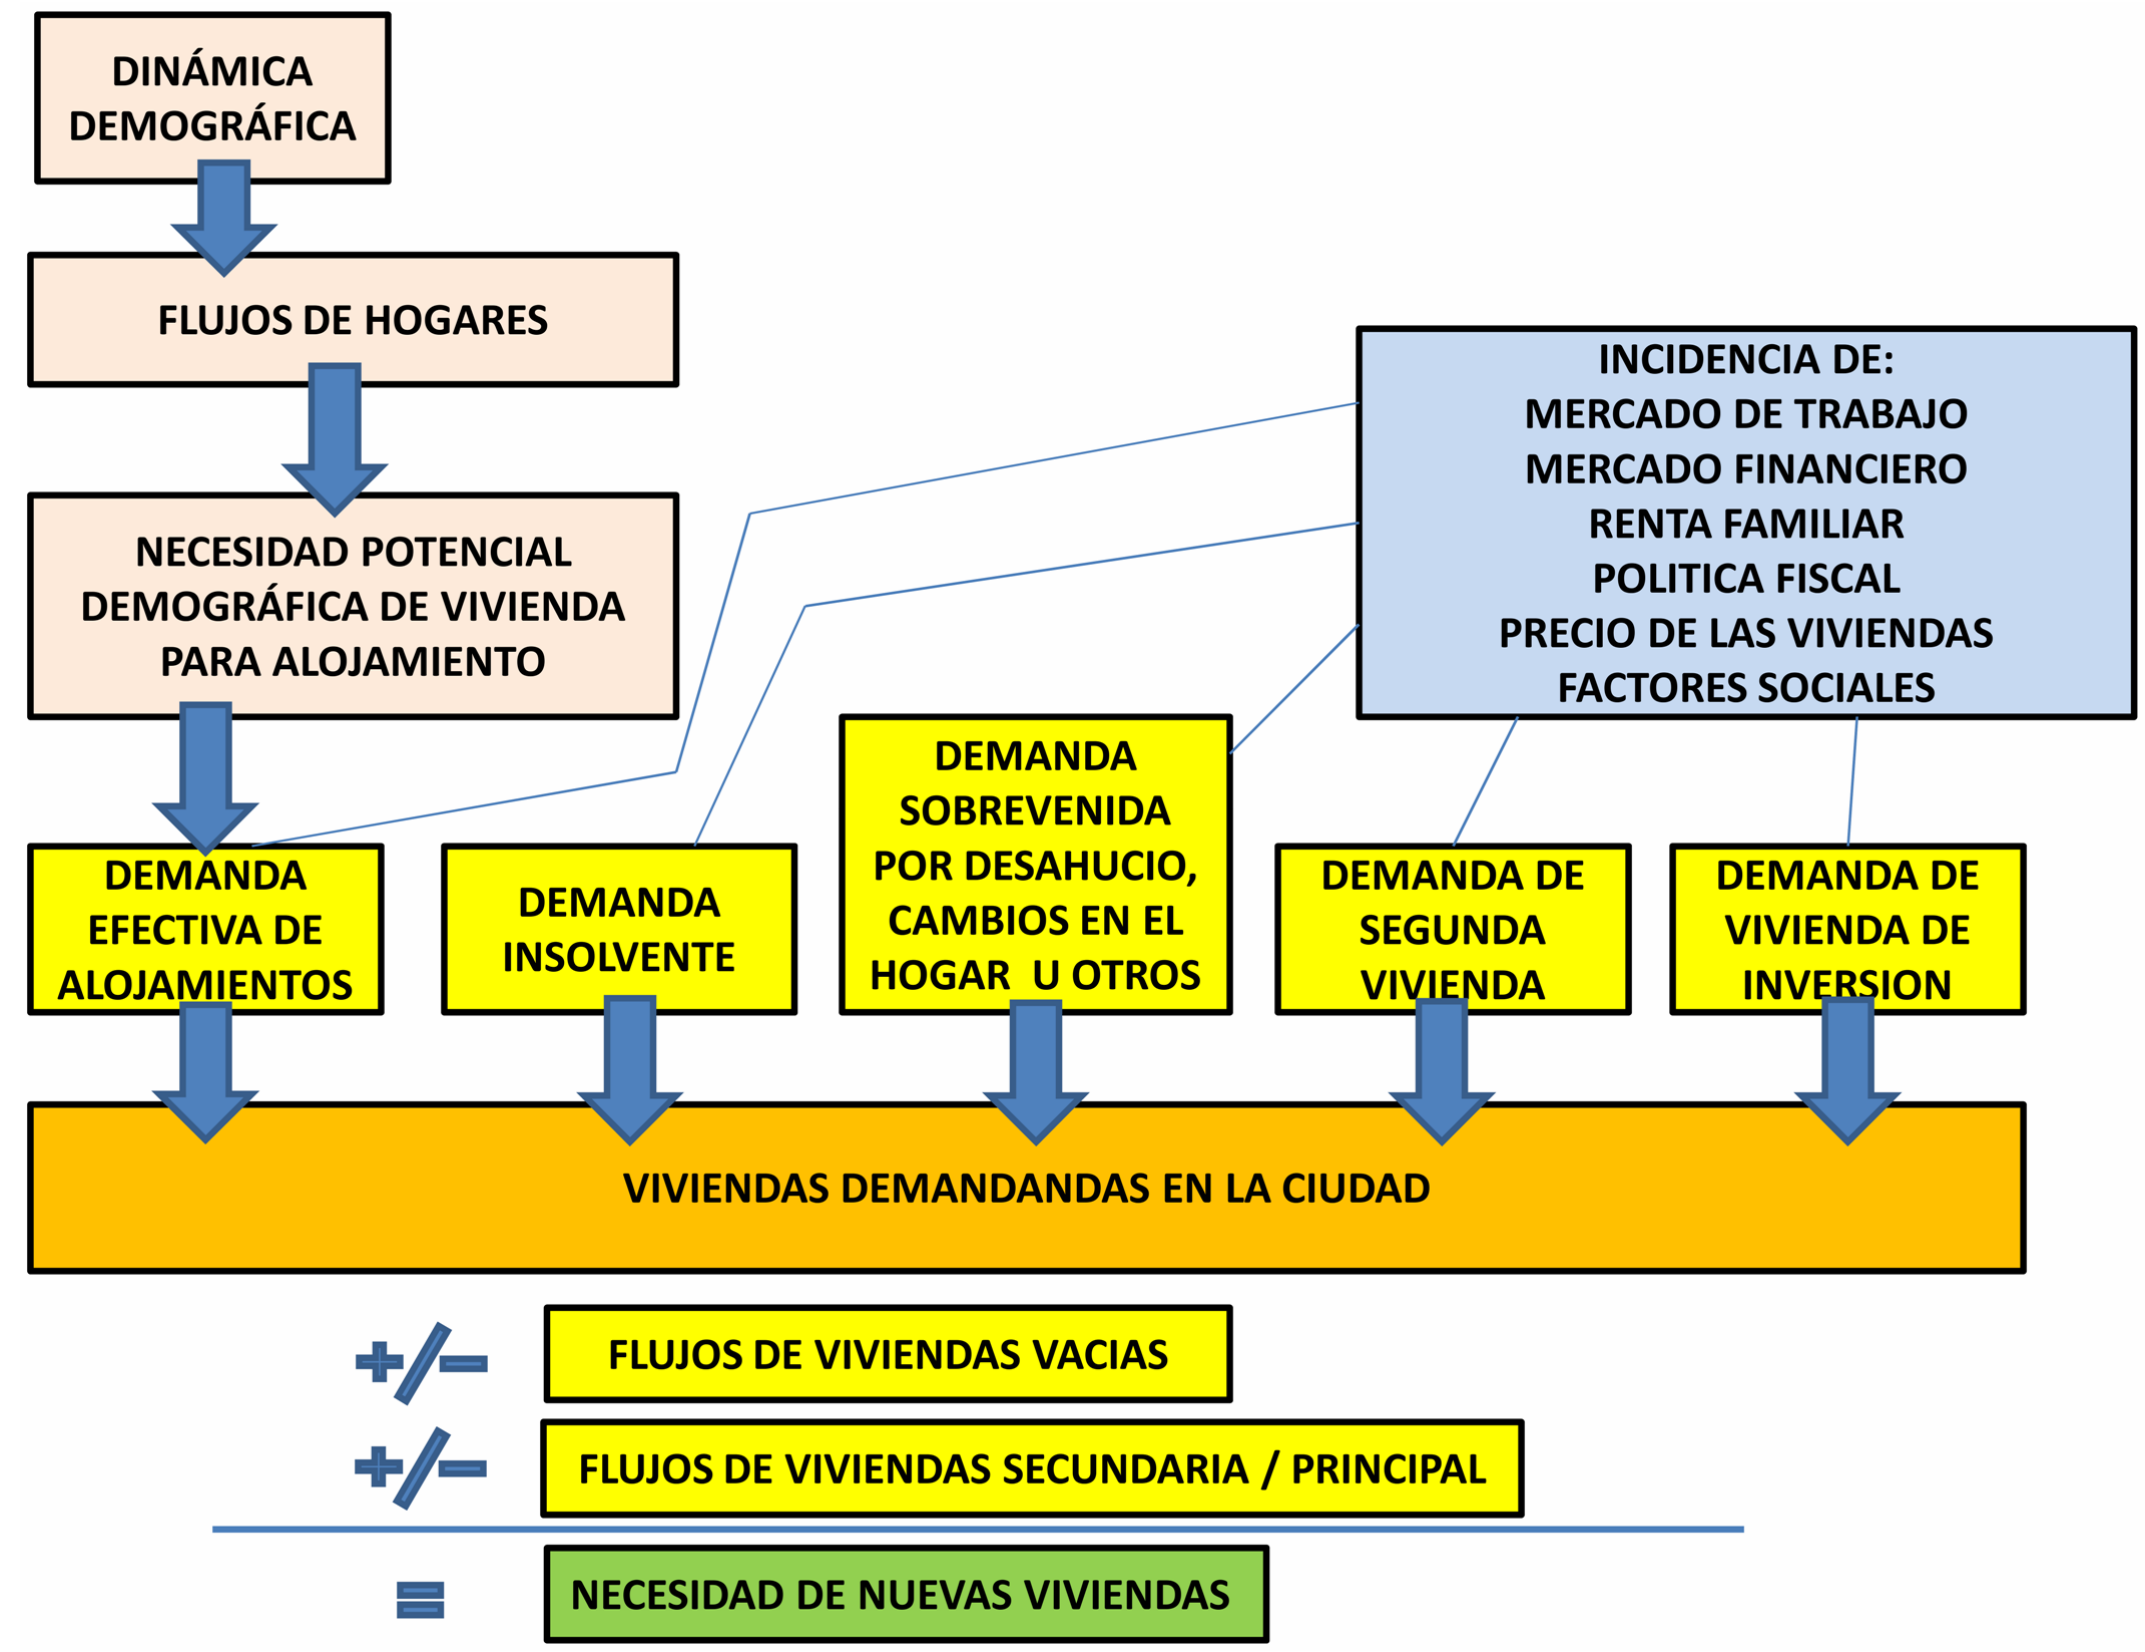 DINÁMICA
DEMOGRÁFICA
FLUJOS DE HOGARES
NECESIDAD POTENCIAL
DEMOGRÁFICA DE VIVIENDA
PARA ALOJAMIENTO
INCIDENCIA DE:
MERCADO DE TRABAJO
MERCADO FINANCIERO
RENTA FAMILIAR
POLITICA FISCAL
PRECIO DE LAS VIVIENDAS
FACTORES SOCIALES
DEMANDA
EFECTIVA DE
ALOJAMIENTOS
DEMANDA
INSOLVENTE
DEMANDA
SOBREVENIDA
POR DESAHUCIO,
CAMBIOS EN EL
HOGAR U OTROS
DEMANDA DE
SEGUNDA
VIVIENDA
DEMANDA DE
VIVIENDA DE
INVERSION
VIVIENDAS DEMANDANDAS EN LA CIUDAD
+/- FLUJOS DE VIVIENDAS VACIAS
+/- FLUJOS DE VIVIENDAS SECUNDARIA / PRINCIPAL
= NECESIDAD DE NUEVAS VIVIENDAS